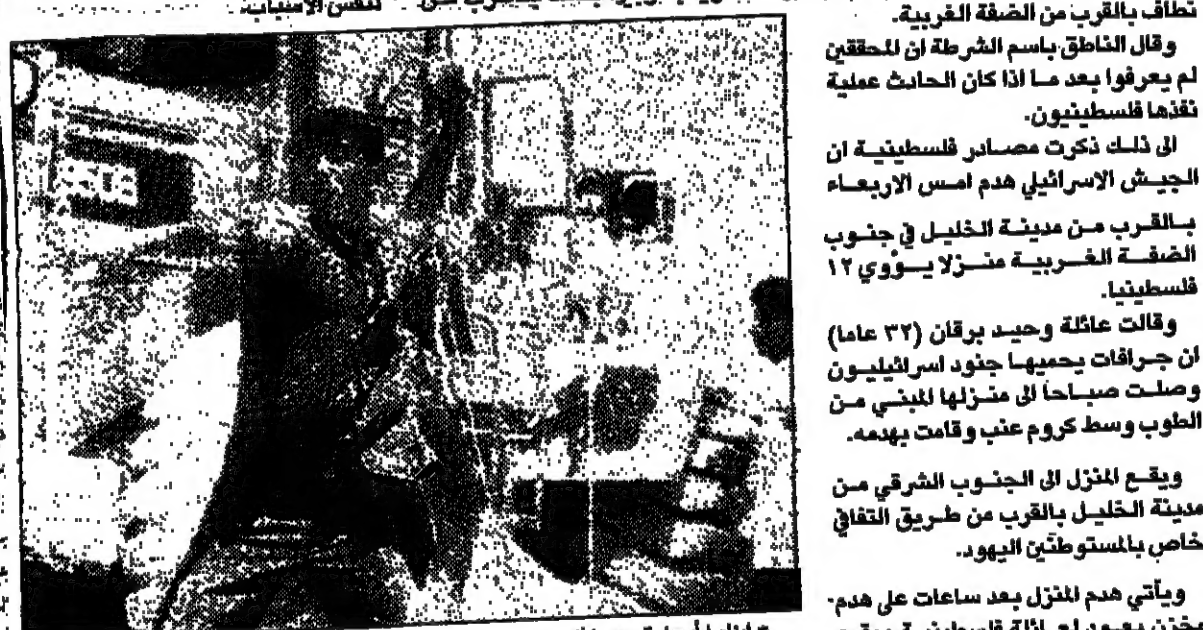 لنفس الأسباب.
تطاف بالقرب من الضفة الغربية.
وقال الناطق باسم الشرطة ان المحققين
لم يعرفوا بعد ما اذا كان الحادث عملية
نفذها فلسطينيون.
الى ذلك ذكرت مصادر فلسطينية ان
الجيش الاسرائيلي هدم امس الاربعاء
بالقرب من مدينة الخليل في جنوب
الضفة الغربية منزلا يؤوي ١٢
فلسطينيا.
وقالت عائلة وحيد برقان (٣٢ عاما)
ان جرافات يحميها جنود اسرائيليون
وصلت صباحا الى منزلها المبني من
الطوب وسط كروم عنب وقامت بهدمه.
ويقع المنزل الى الجنوب الشرقي من
مدينة الخليل بالقرب من طريق التفافي
خاص بالمستوطنين اليهود.
ويأتي هدم المنزل بعد ساعات على هدم